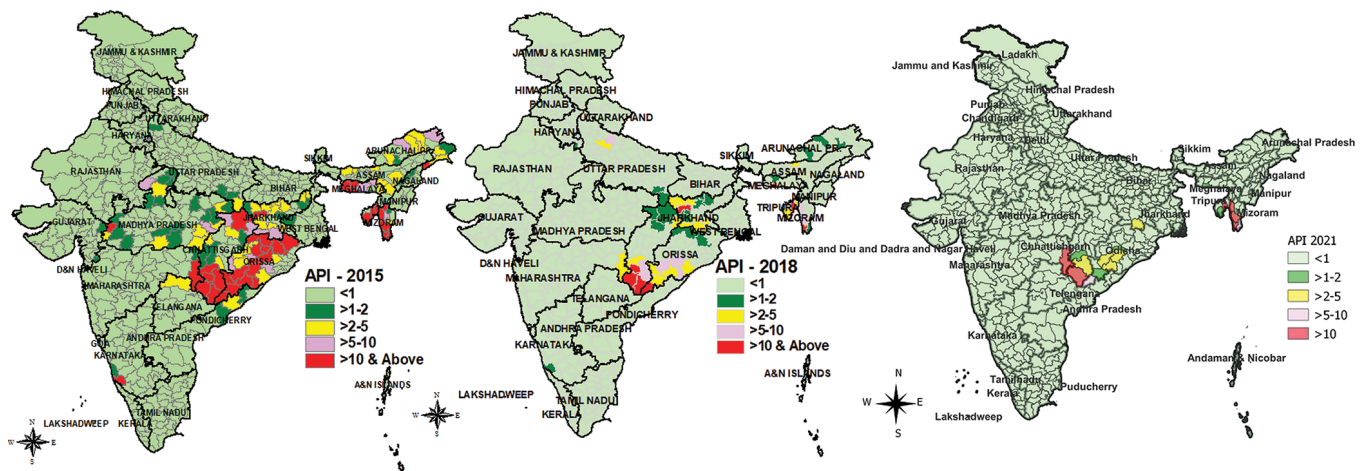 JAMMU & KASHMIR
HIMACHAL PRADESH
PUNJAB
UTTARAKHAND
HARYANA
RAJASTHAN
UTTAR PRADESH
SIKKIM
ARUNACHAL PR.
ASSAM
NAGALAND
MEGHALAYA
MANIPUR
MIZORAM
BIHAR
JHARKHAND
WEST BENGAL
GUJARAT
MADHYA PRADESH
CHHATTISGARH
ORISSA
D&N HAVELI
MAHARASHTRA
TELANGANA
PONDICHERRY
GOA
ANDHRA PRADESH
KARNATAKA
TAMIL NADU
KERALA
LAKSHADWEEP
A&N ISLANDS
API - 2015
<1
>1-2
>2-5
>5-10
>10 & Above
N
W E
S
JAMMU & KASHMIR
HIMACHAL PRADESH
PUNJAB
UTTARAKHAND
HARYANA
RAJASTHAN
UTTAR PRADESH
SIKKIM
ARUNACHAL PR.
ASSAM
NAGALAND
MEGHALAYA
MANIPUR
TRIPURA
MIZORAM
BIHAR
JHARKHAND
WEST BENGAL
GUJARAT
MADHYA PRADESH
ORISSA
D&N HAVELI
MAHARASHTRA
TELANGANA
PONDICHERRY
ANDHRA PRADESH
KARNATAKA
TAMIL NADU
KERALA
LAKSHADWEEP
A&N ISLANDS
API - 2018
<1
>1-2
>2-5
>5-10
>10 & Above
N
W E
S
Ladakh
Jammu and Kashmir
Himachal Pradesh
Punjab
Chandigarh
Uttarakhand
Haryana
Delhi
Rajasthan
Uttar Pradesh
Sikkim
Arunachal Pradesh
Assam
Nagaland
Bihar
Meghalaya
Manipur
Tripura
Mizoram
Jharkhand
Gujarat
Madhya Pradesh
Daman and Diu and Dadra and Nagar Haveli
Chhattisgarh
Odisha
Maharashtra
Telengana
Andhra Pradesh
Karnataka
Tamilnadu
Kerala
Puducherry
Lakshadweep
Andaman & Nicobar
API 2021
<1
>1-2
>2-5
>5-10
>10
N
W E
S